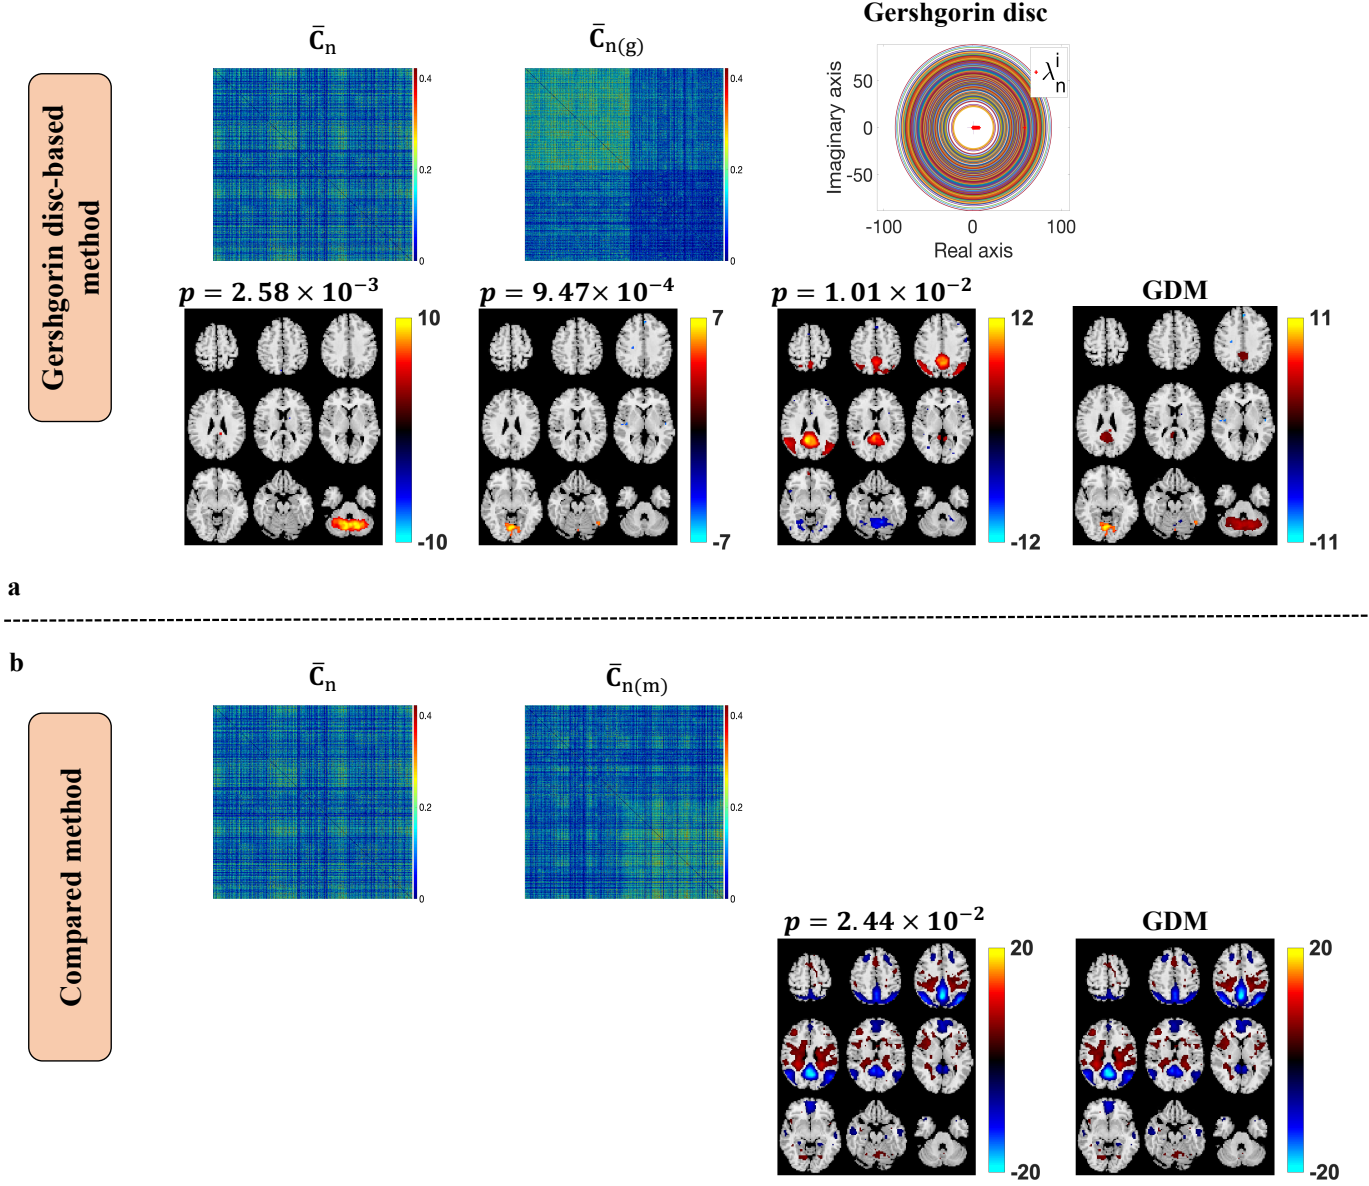 Gershgorin disc-based
method
C̄n
0.4
0.2
0
C̄n(g)
0.4
0.2
0
Gershgorin disc
Imaginary axis
50
0
-50
-100
0
100
Real axis
λni
p = 2.58 × 10−3
10
-10
p = 9.47× 10−4
7
-7
p = 1.01 × 10−2
12
-12
GDM
11
-11
a
b
Compared method
C̄n
0.4
0.2
0
C̄n(m)
0.4
0.2
0
p = 2.44 × 10−2
20
-20
GDM
20
-20